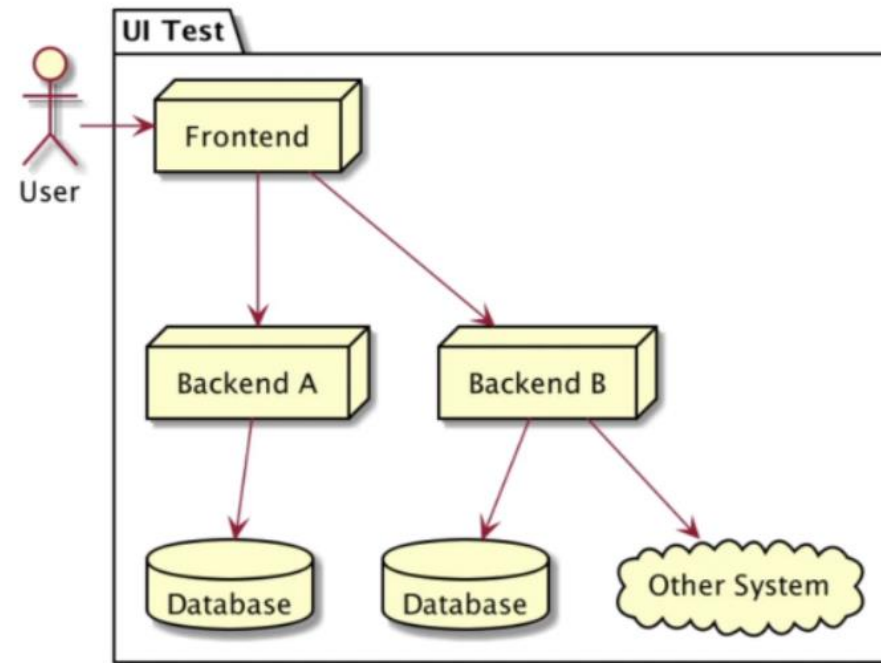 UI Test
Frontend
User
Backend A
Backend B
Database
Database
Other System